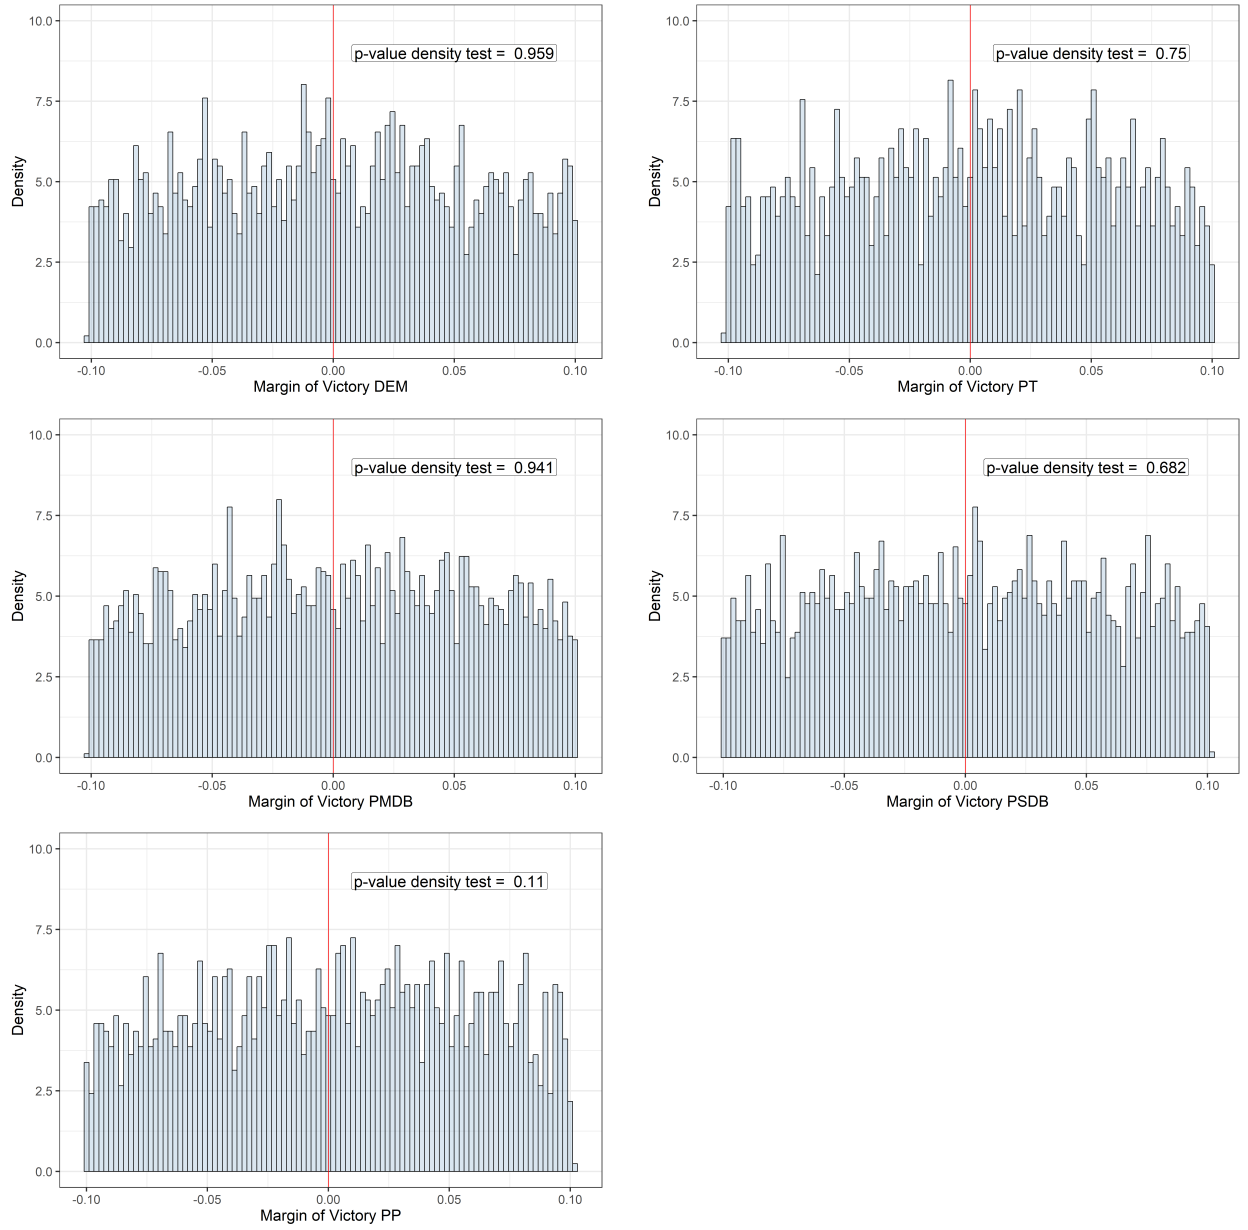 10.0
7.5
5.0
2.5
0.0
Density
p-value density test = 0.959
-0.10 -0.05 0.00 0.05 0.10
Margin of Victory DEM
10.0
7.5
5.0
2.5
0.0
Density
p-value density test = 0.75
-0.10 -0.05 0.00 0.05 0.10
Margin of Victory PT
10.0
7.5
5.0
2.5
0.0
Density
p-value density test = 0.941
-0.10 -0.05 0.00 0.05 0.10
Margin of Victory PMDB
10.0
7.5
5.0
2.5
0.0
Density
p-value density test = 0.682
-0.10 -0.05 0.00 0.05 0.10
Margin of Victory PSDB
10.0
7.5
5.0
2.5
0.0
Density
p-value density test = 0.11
-0.10 -0.05 0.00 0.05 0.10
Margin of Victory PP